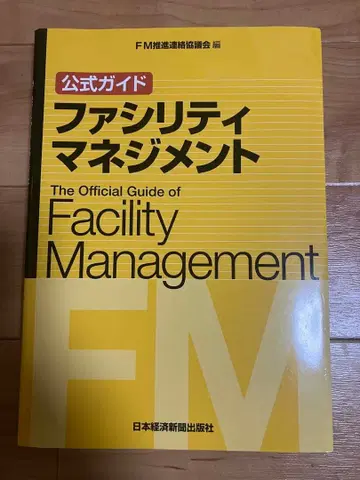 FM推進連絡協議会 編
公式ガイド
ファシリティ
マネジメント
The Official Guide of
Facility
Management
FM
日本経済新聞出版社